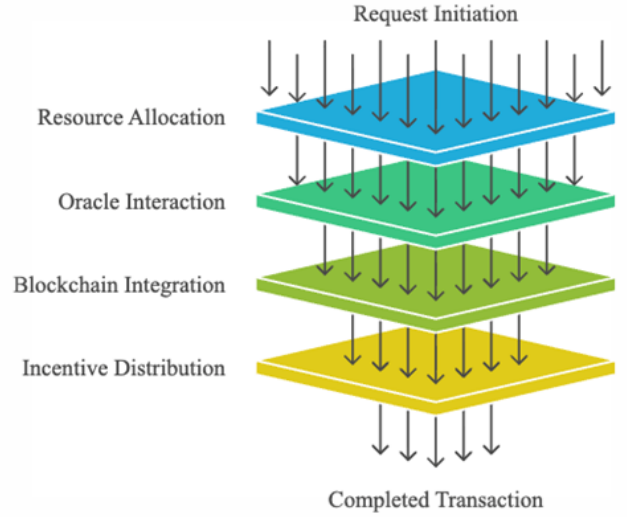 Request Initiation
Resource Allocation
Oracle Interaction
Blockchain Integration
Incentive Distribution
Completed Transaction